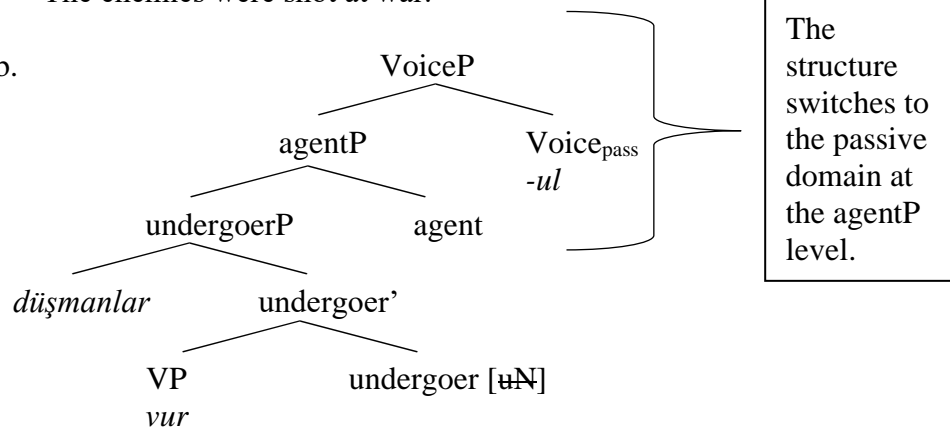 The enemies were shot at war.
b.
VoiceP
agentP Voicepass
-ul
undergoerP agent
düşmanlar undergoer’
VP undergoer [uN]
vur
The
structure
switches to
the passive
domain at
the agentP
level.